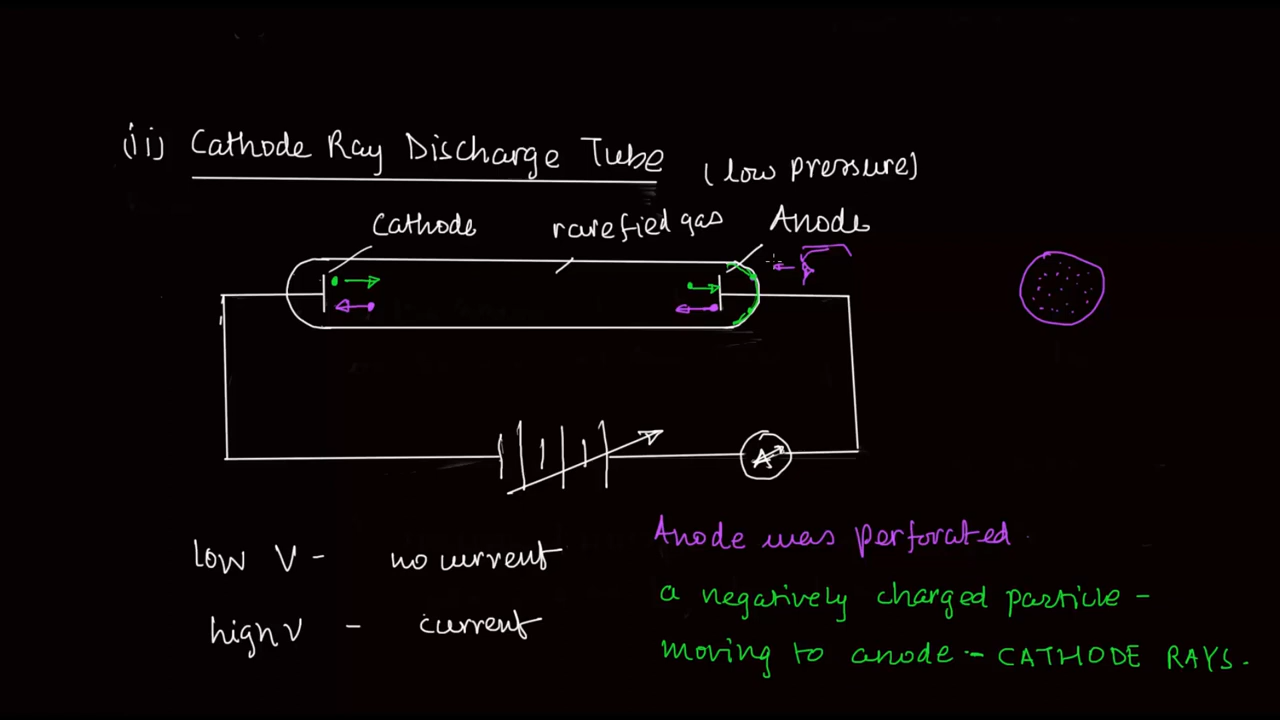 (ii) Cathode Ray Discharge Tube (low pressure)
Cathode rarefied gas Anode
A
low V - no current
high V - current
Anode was perforated.
a negatively charged particle -
moving to anode - CATHODE RAYS.